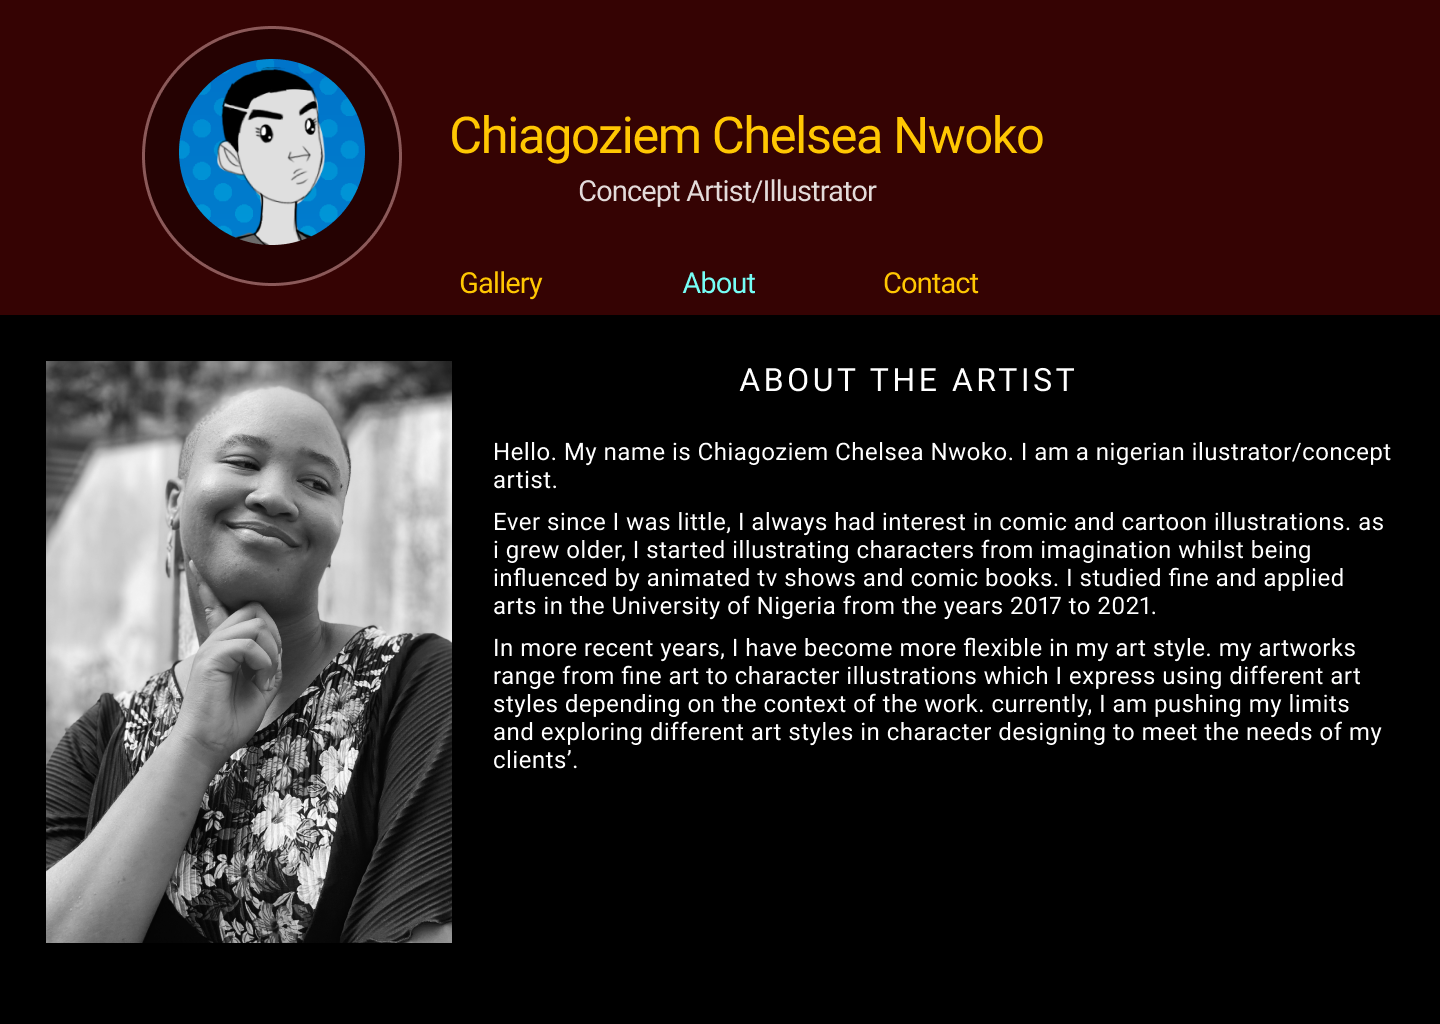 Chiagoziem Chelsea Nwoko
Concept Artist/Illustrator
Gallery About Contact
ABOUT THE ARTIST
Hello. My name is Chiagoziem Chelsea Nwoko. I am a nigerian ilustrator/concept
artist.
Ever since I was little, I always had interest in comic and cartoon illustrations. as
i grew older, I started illustrating characters from imagination whilst being
influenced by animated tv shows and comic books. I studied fine and applied
arts in the University of Nigeria from the years 2017 to 2021.
In more recent years, I have become more flexible in my art style. my artworks
range from fine art to character illustrations which I express using different art
styles depending on the context of the work. currently, I am pushing my limits
and exploring different art styles in character designing to meet the needs of my
clients’.